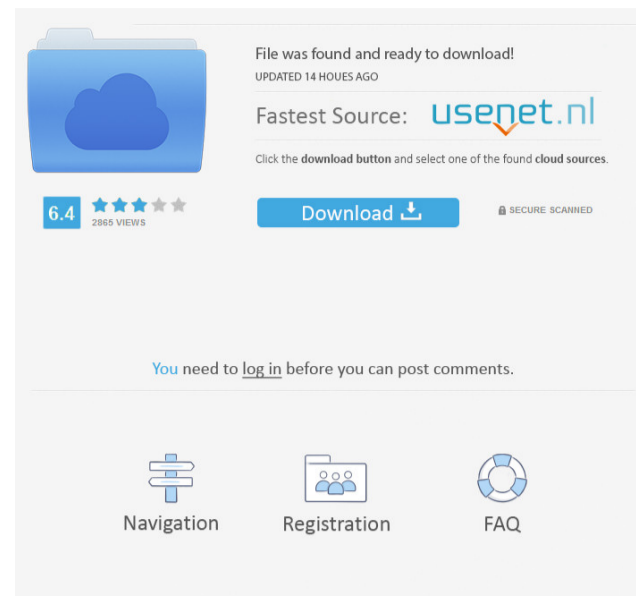 File was found and ready to download!
UPDATED 14 HOUES AGO
Fastest Source: usenet.nl
Click the download button and select one of the found cloud sources.
6.4
2865 VIEWS
Download
SECURE SCANNED
You need to log in before you can post comments.
Navigation
Registration
FAQ